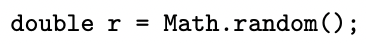 double r = Math.random();